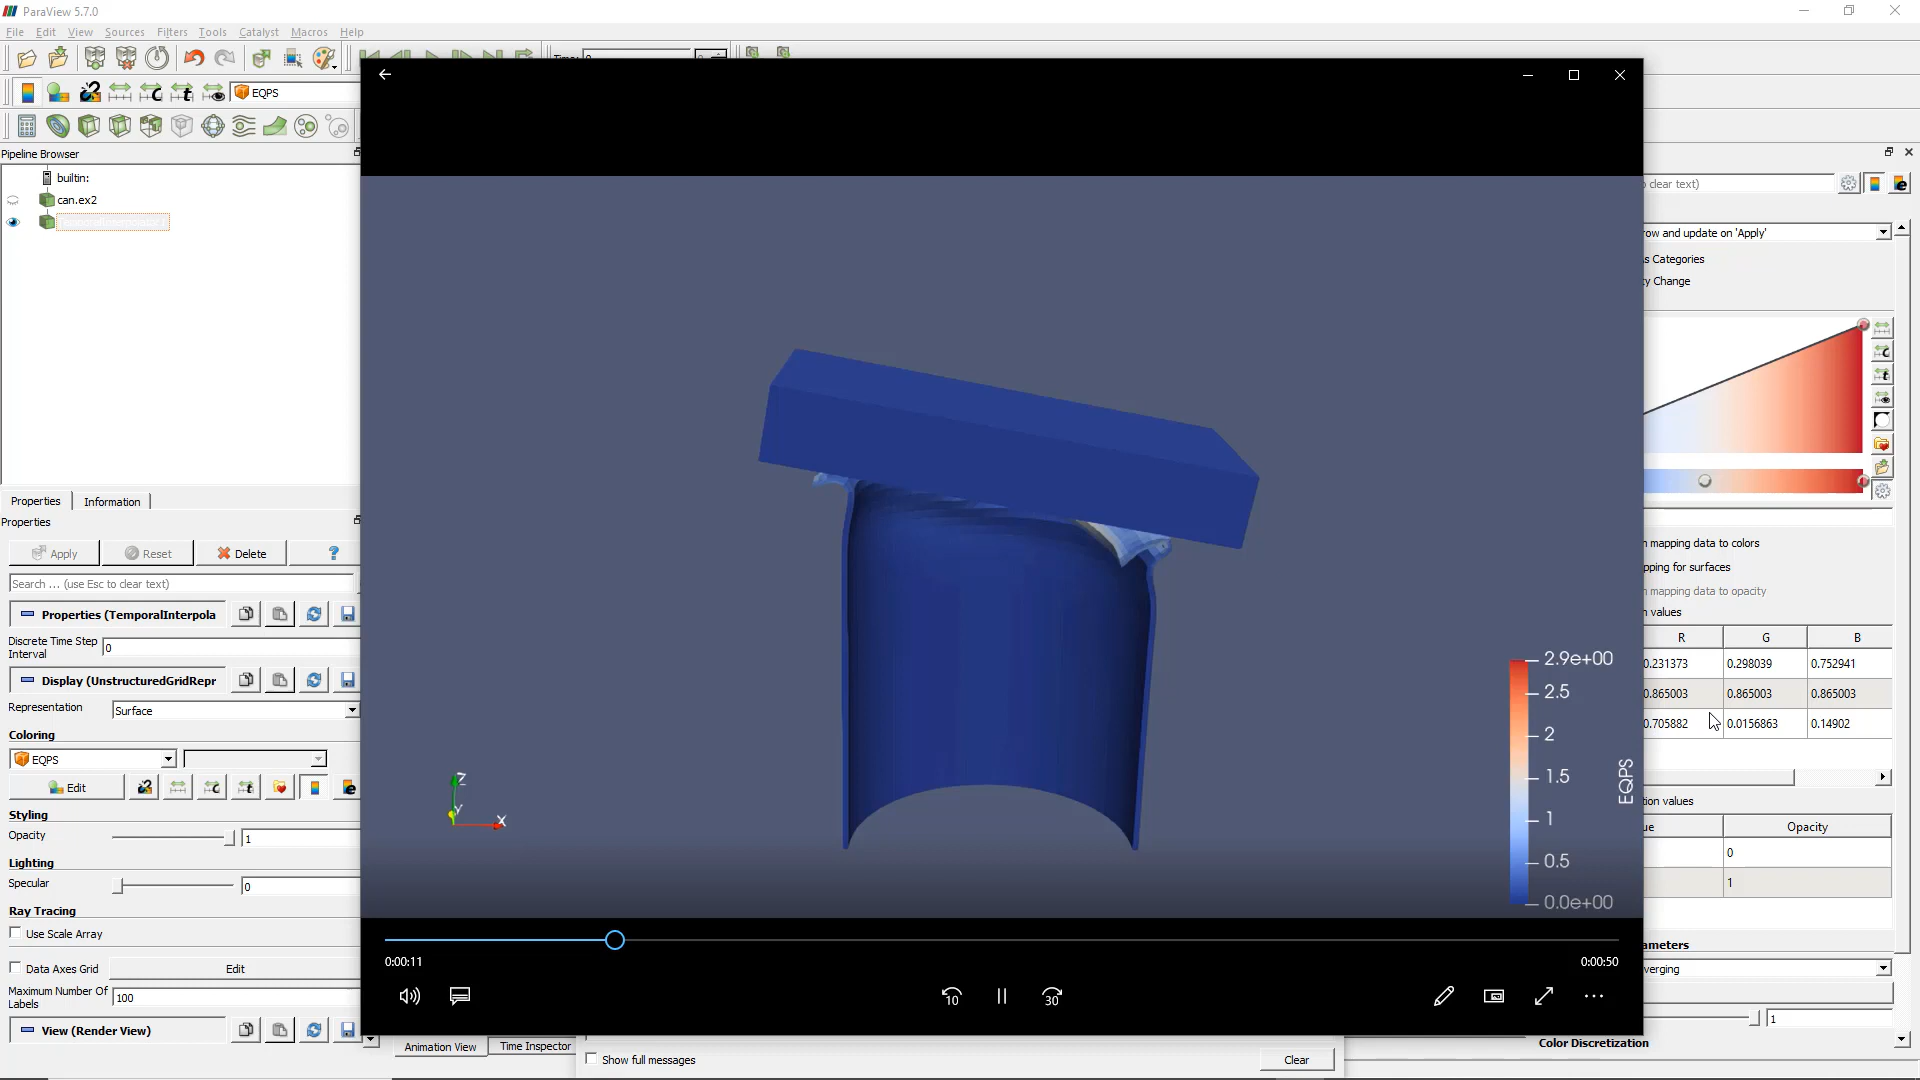 ParaView 5.7.0
File Edit View Sources Filters Tools Catalyst Macros Help
EQPS
Pipeline Browser
builtin:
can.ex2
clear text)
row and update on 'Apply'
s Categories
y Change
Properties Information
Properties
Apply Reset Delete ?
Search ... (use Esc to clear text)
Properties (TemporalInterpola
Discrete Time Step
Interval
0
Display (UnstructuredGridRepr
Representation Surface
Coloring
EQPS
Edit
Styling
Opacity 1
Lighting
Specular 0
Ray Tracing
Use Scale Array
Data Axes Grid Edit
Maximum Number Of
Labels
100
View (Render View)
Z
Y
X
2.9e+00
2.5
2
1.5
1
0.5
0.0e+00
EQPS
0:00:11
0:00:50
10
30
n mapping data to colors
pping for surfaces
n mapping data to opacity
n values
R G B
0.231373 0.298039 0.752941
0.865003 0.865003 0.865003
0.705882 0.0156863 0.14902
tion values
ue Opacity
0
1
ameters
verging
1
Color Discretization
Animation View Time Inspector
Show full messages
Clear